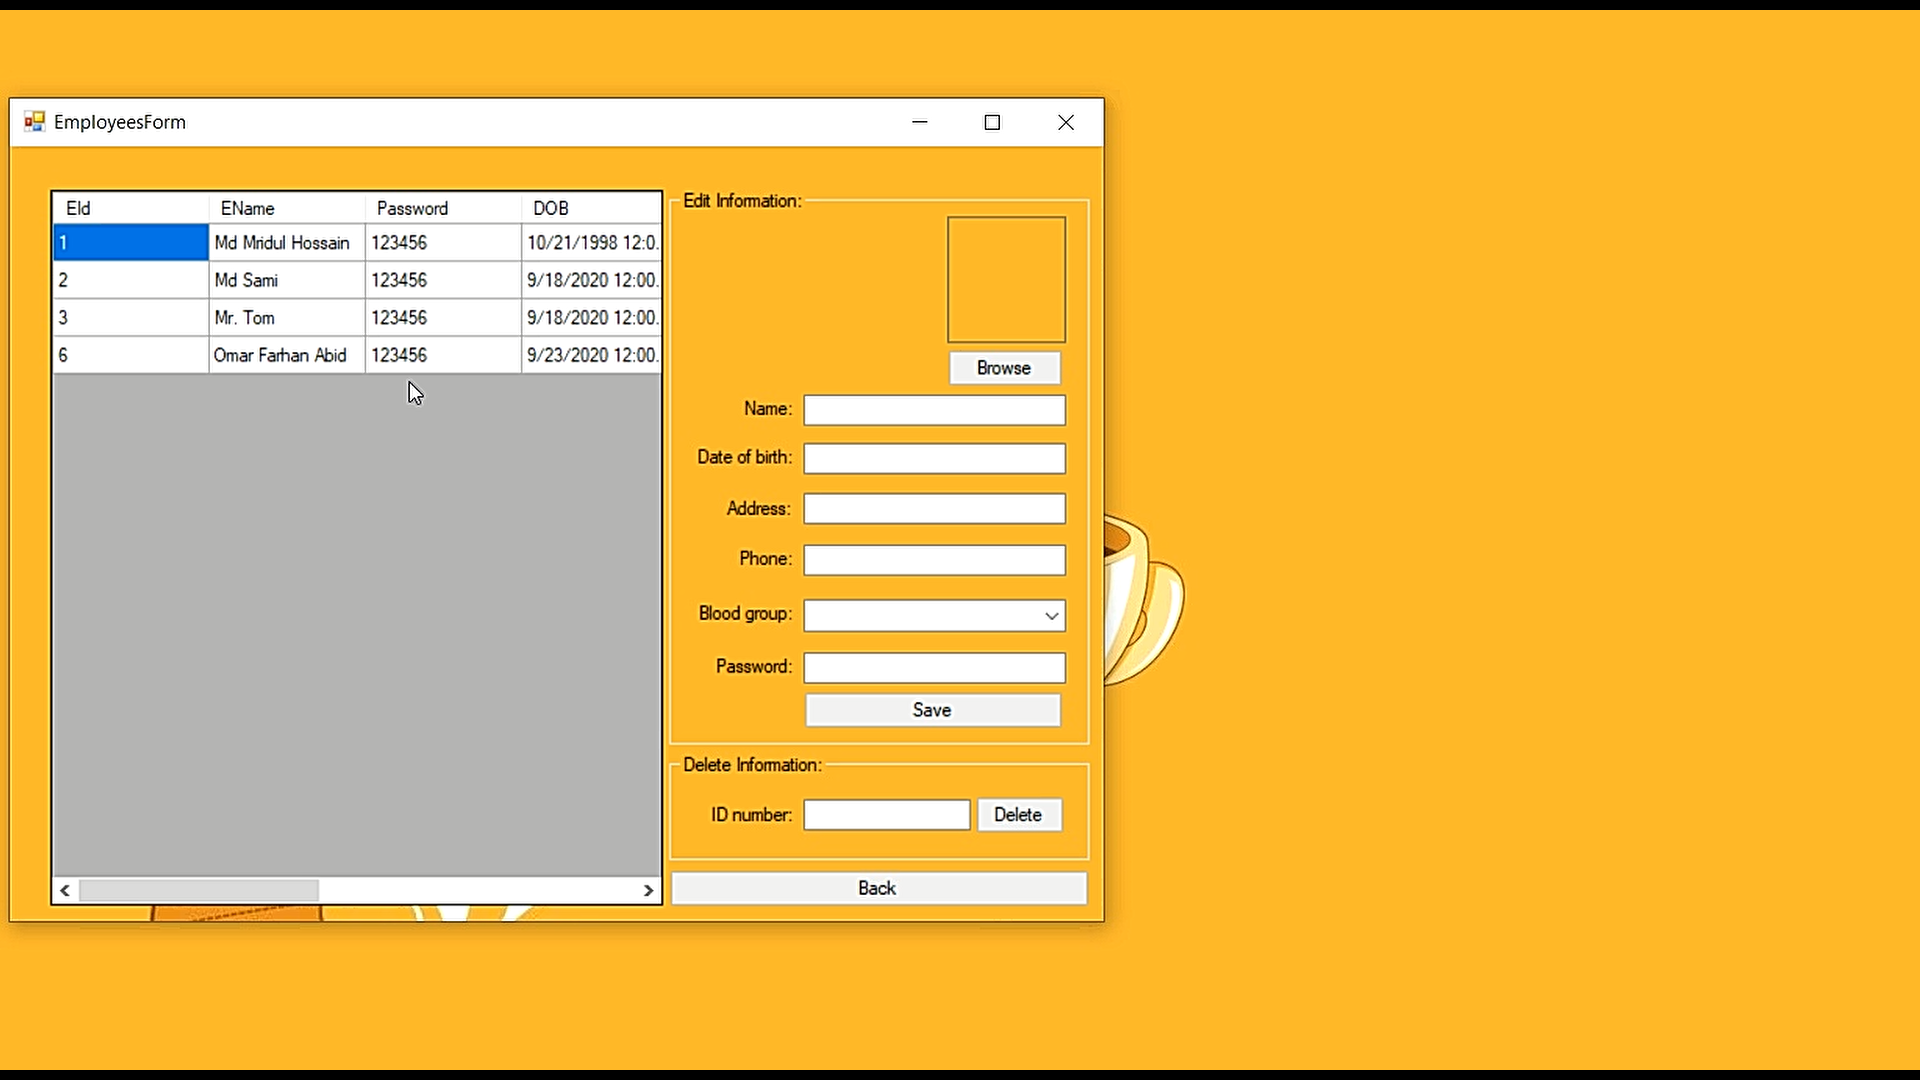 EmployeesForm
EId EName Password DOB
1 Md Mridul Hossain 123456 10/21/1998 12:0.
2 Md Sami 123456 9/18/2020 12:00.
3 Mr. Tom 123456 9/18/2020 12:00.
6 Omar Farhan Abid 123456 9/23/2020 12:00.
Edit Information:
Browse
Name:
Date of birth:
Address:
Phone:
Blood group:
Password:
Save
Delete Information:
ID number: Delete
Back